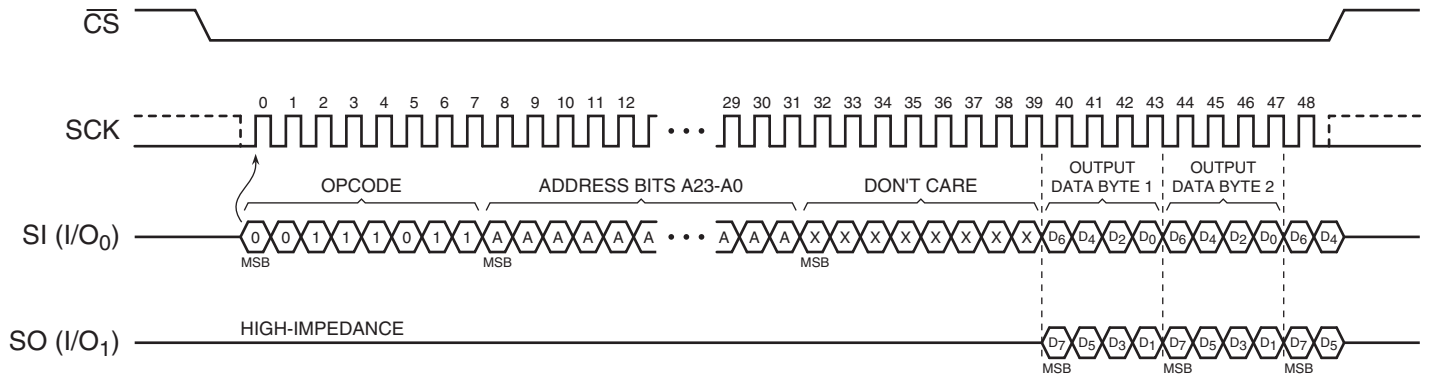 CS
SCK
0 1 2 3 4 5 6 7 8 9 10 11 12 29 30 31 32 33 34 35 36 37 38 39 40 41 42 43 44 45 46 47 48
OPCODE
ADDRESS BITS A23-A0
DON'T CARE
OUTPUT
DATA BYTE 1
OUTPUT
DATA BYTE 2
SI (I/O0)
0 0 1 1 1 0 1 1 A A A A A A A A A X X X X X X X X D6 D4 D2 D0 D6 D4 D2 D0 D6 D4
MSB MSB MSB
SO (I/O1)
HIGH-IMPEDANCE
D7 D5 D3 D1 D7 D5 D3 D1 D7 D5
MSB MSB MSB